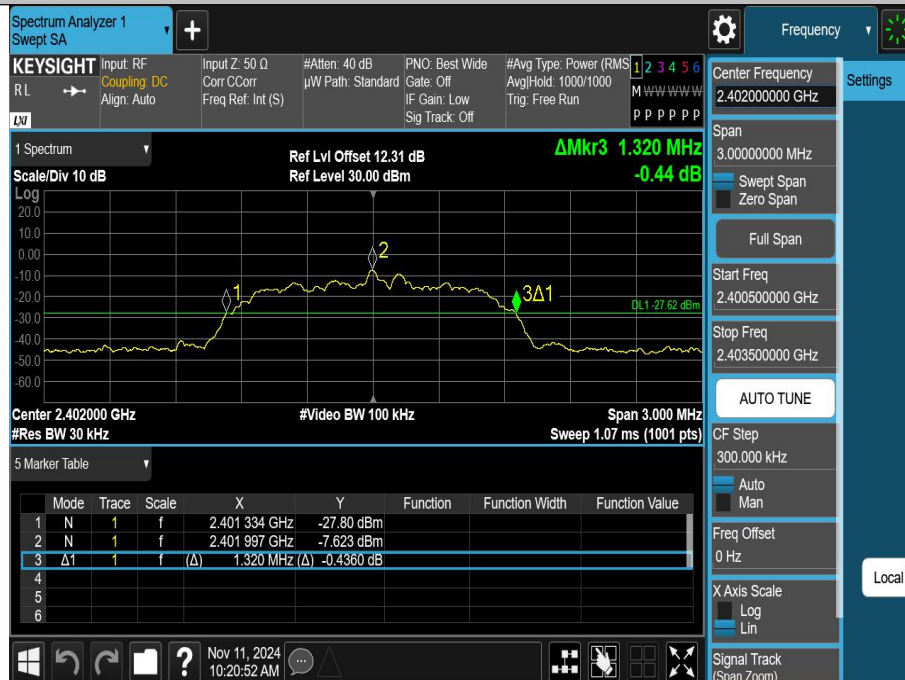 Spectrum Analyzer 1
Swept SA
Frequency
KEYSIGHT
RL
LXI
Input: RF
Coupling: DC
Align: Auto
Input Z: 50 Ω
Corr CCorr
Freq Ref: Int (S)
#Atten: 40 dB
µW Path: Standard
PNO: Best Wide
Gate: Off
IF Gain: Low
Sig Track: Off
#Avg Type: Power (RMS
Avg|Hold: 1000/1000
Trig: Free Run
1 2 3 4 5 6
M W W W W W
P P P P P P
1 Spectrum
Scale/Div 10 dB
Ref Lvl Offset 12.31 dB
Ref Level 30.00 dBm
ΔMkr3 1.320 MHz
-0.44 dB
Log
20.0
10.0
0.00
-10.0
-20.0
-30.0
-40.0
-50.0
-60.0
1
2
3Δ1
DL1 -27.62 dBm
Center 2.402000 GHz
#Video BW 100 kHz
Span 3.000 MHz
#Res BW 30 kHz
Sweep 1.07 ms (1001 pts)
5 Marker Table
Mode Trace Scale X Y Function Function Width Function Value
1 N 1 f 2.401 334 GHz -27.80 dBm
2 N 1 f 2.401 997 GHz -7.623 dBm
3 Δ1 1 f (Δ) 1.320 MHz (Δ) -0.4360 dB
4
5
6
Nov 11, 2024
10:20:52 AM
Center Frequency
2.402000000 GHz
Settings
Span
3.00000000 MHz
Swept Span
Zero Span
Full Span
Start Freq
2.400500000 GHz
Stop Freq
2.403500000 GHz
AUTO TUNE
CF Step
300.000 kHz
Auto
Man
Freq Offset
0 Hz
Local
X Axis Scale
Log
Lin
Signal Track
(Span Zoom)